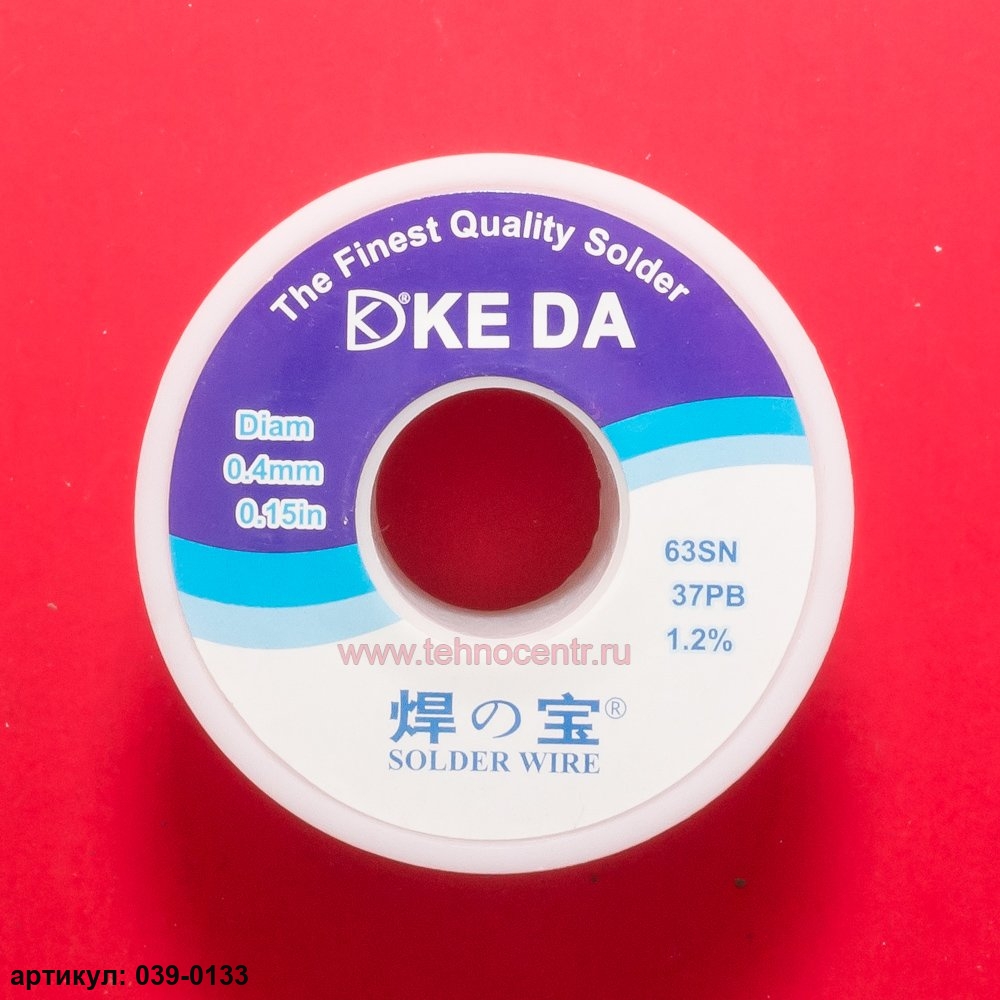 The Finest Quality Solder
DK® KE DA
Diam
0.4mm
0.15in
63SN
37PB
1.2%
www.tehnocentr.ru
焊の宝®
SOLDER WIRE
артикул: 039-0133